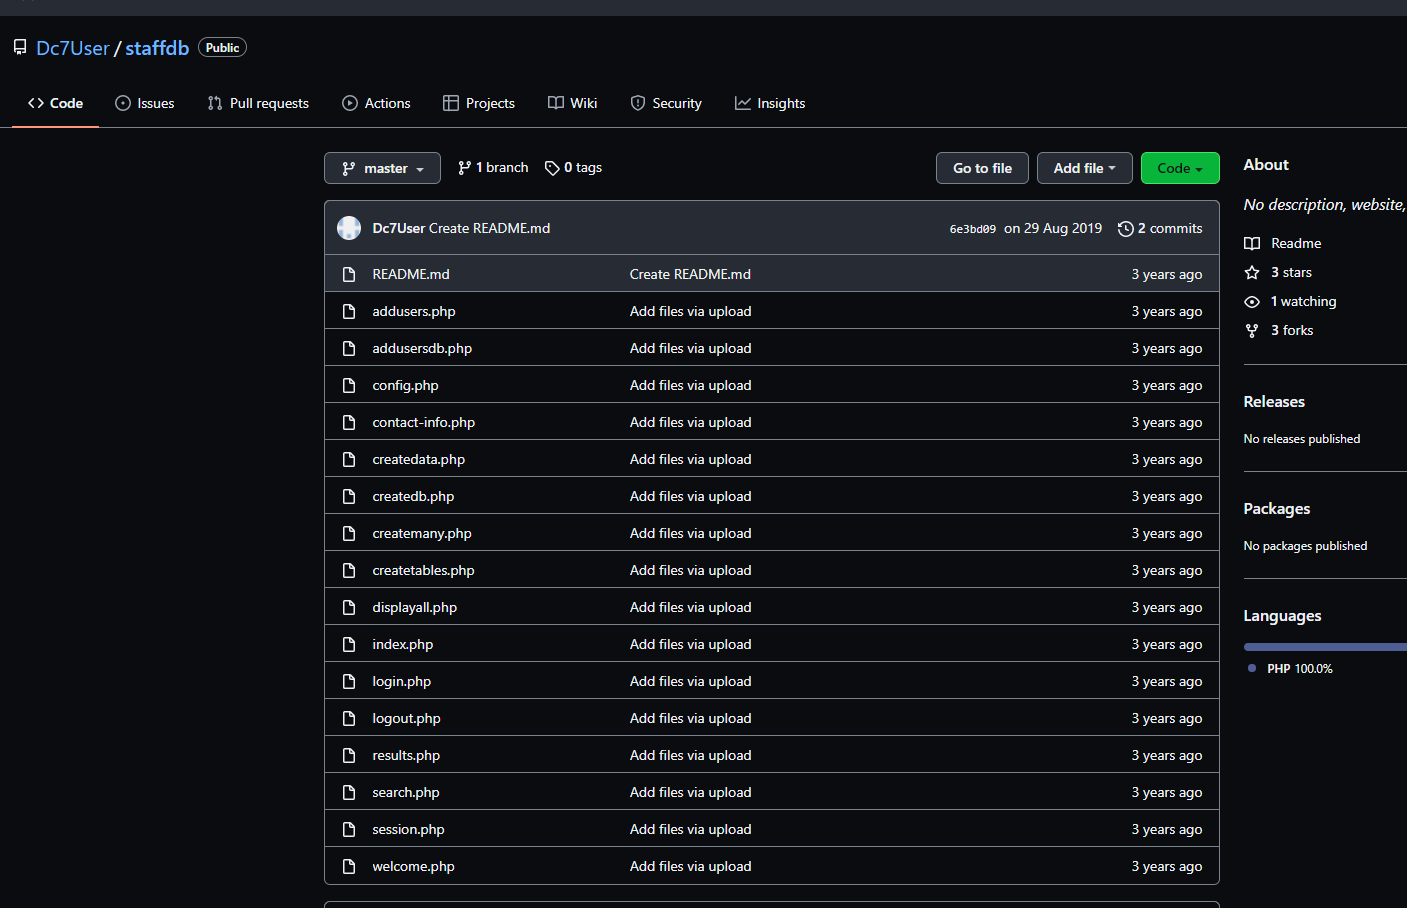 Dc7User / staffdb Public
Code Issues Pull requests Actions Projects Wiki Security Insights
master 1 branch 0 tags Go to file Add file Code
Dc7User Create README.md 6e3bd09 on 29 Aug 2019 2 commits
README.md Create README.md 3 years ago
addusers.php Add files via upload 3 years ago
addusersdb.php Add files via upload 3 years ago
config.php Add files via upload 3 years ago
contact-info.php Add files via upload 3 years ago
createdata.php Add files via upload 3 years ago
createdb.php Add files via upload 3 years ago
createmany.php Add files via upload 3 years ago
createtables.php Add files via upload 3 years ago
displayall.php Add files via upload 3 years ago
index.php Add files via upload 3 years ago
login.php Add files via upload 3 years ago
logout.php Add files via upload 3 years ago
results.php Add files via upload 3 years ago
search.php Add files via upload 3 years ago
session.php Add files via upload 3 years ago
welcome.php Add files via upload 3 years ago
About
No description, website,
Readme
3 stars
1 watching
3 forks
Releases
No releases published
Packages
No packages published
Languages
PHP 100.0%